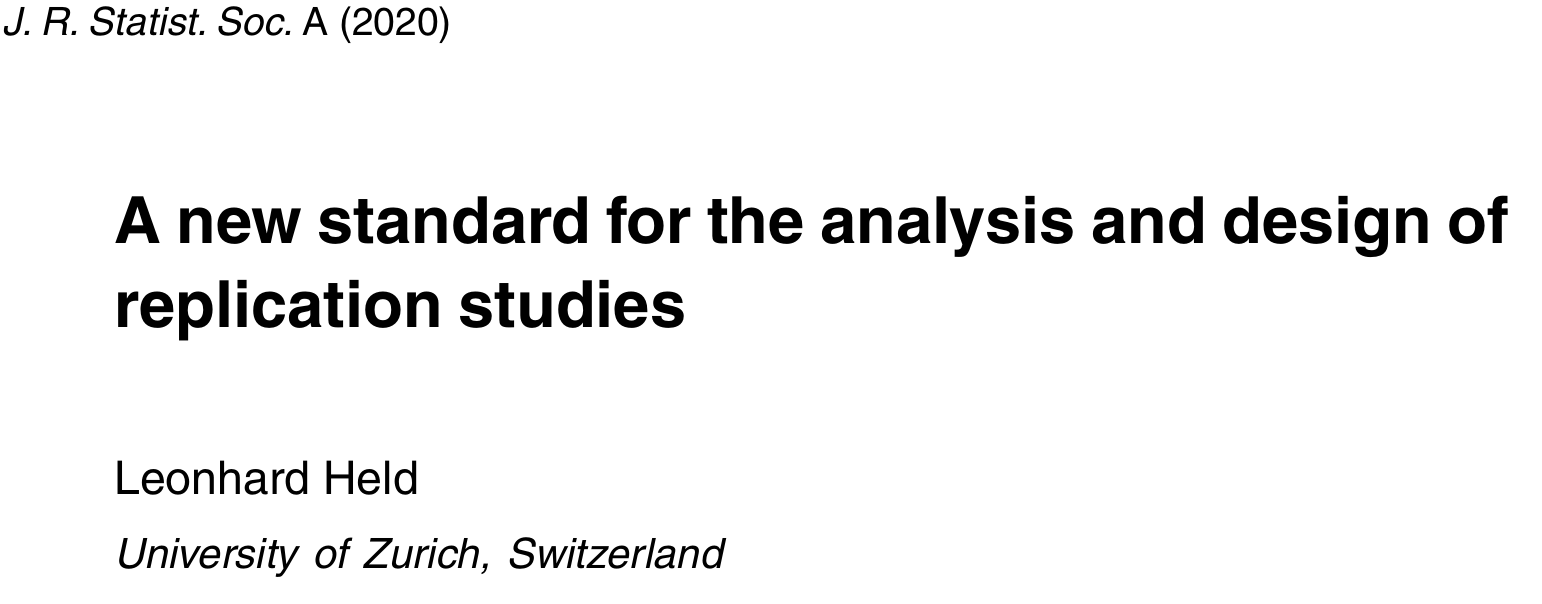 J. R. Statist. Soc. A (2020)
A new standard for the analysis and design of
replication studies
Leonhard Held
University of Zurich, Switzerland